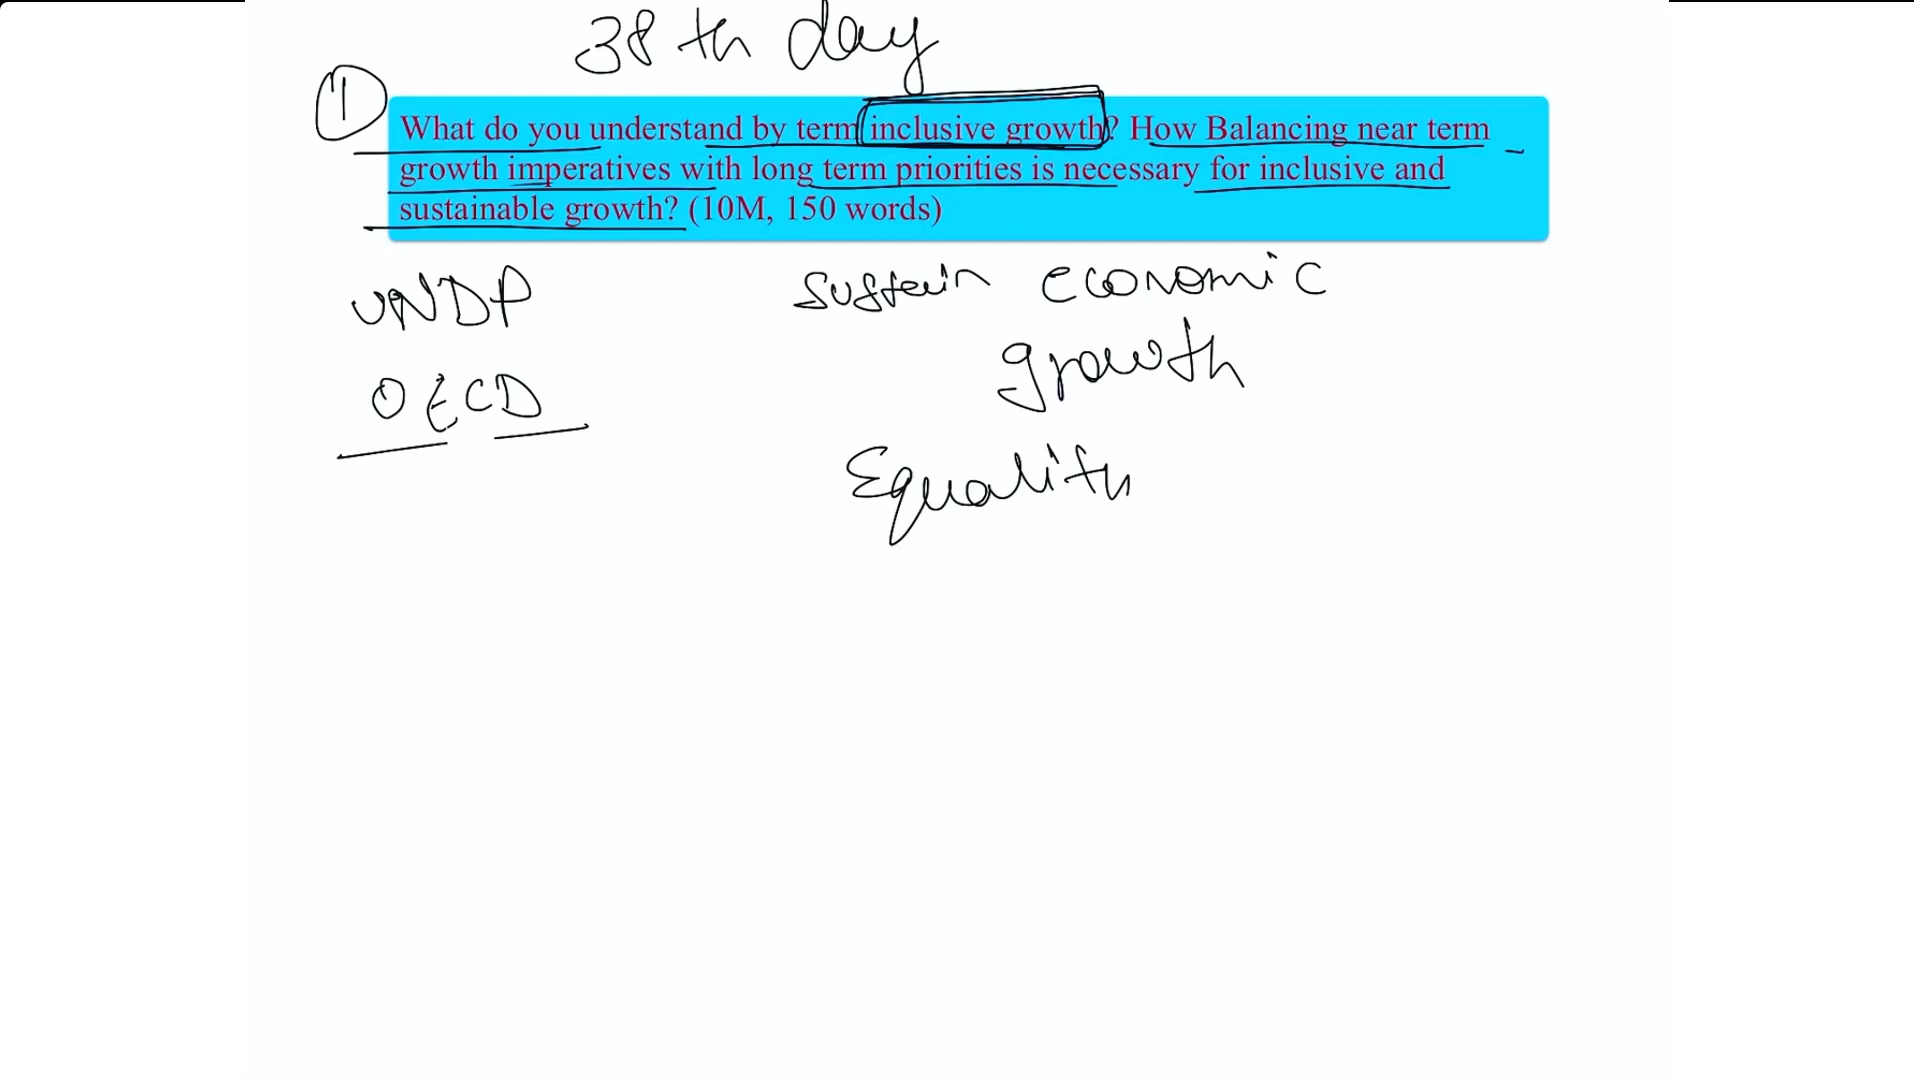 38 th day
1
What do you understand by term inclusive growth? How Balancing near term
growth imperatives with long term priorities is necessary for inclusive and
sustainable growth? (10M, 150 words)
UNDP
sustain economic
growth
OECD
Equality